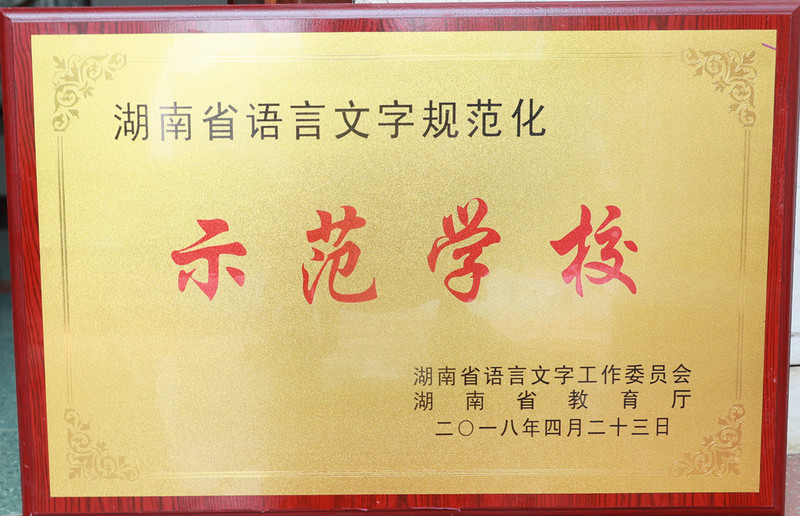 湖南省语言文字规范化
示范学校
湖南省语言文字工作委员会
湖南省教育厅
二〇一八年四月二十三日